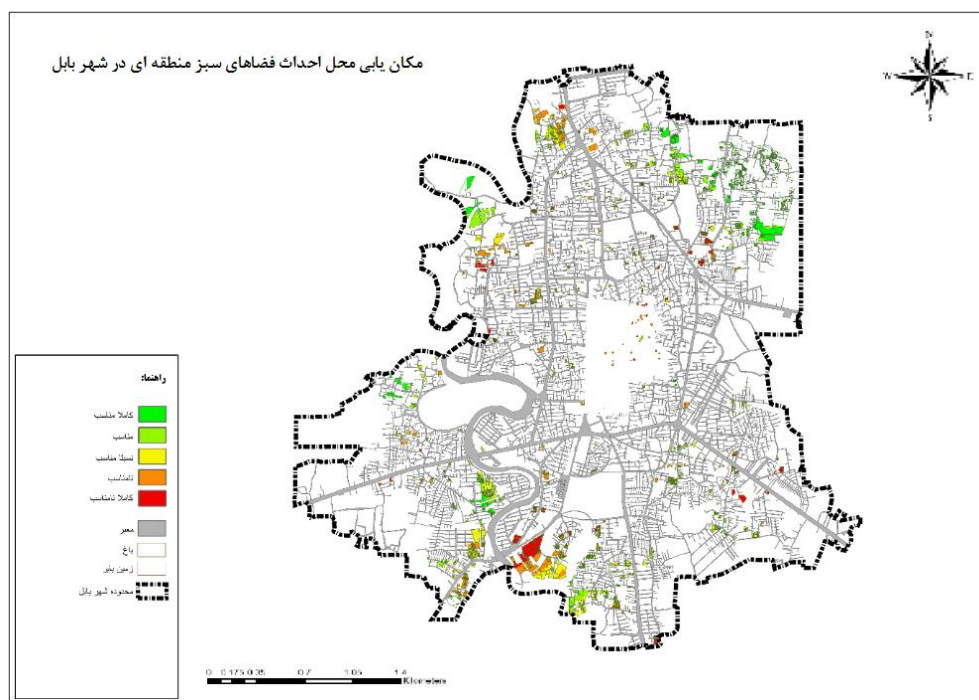 مکان یابی محل احداث فضاهای سبز منطقه ای در شهر بابل
N
W E
S
راهنما:
کاملا مناسب
مناسب
نسبتا مناسب
نامناسب
کاملا نامناسب
معبر
باغ
زمین بایر
محدوده شهر بابل
0 0.175 0.35 0.7 1.05 1.4
Kilometers